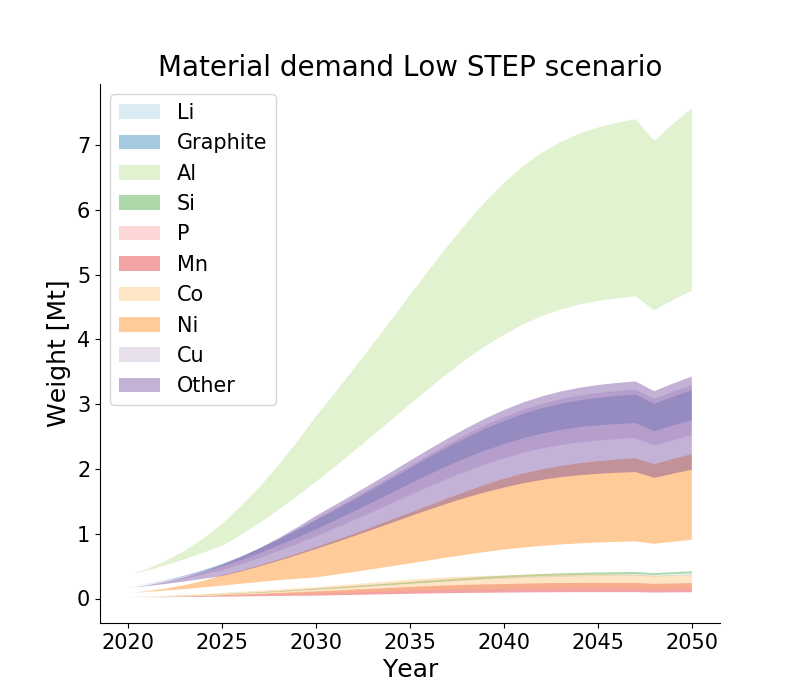 Material demand Low STEP scenario
Li
Graphite
Al
Si
P
Mn
Co
Ni
Cu
Other
Weight [Mt]
7
6
5
4
3
2
1
0
2020 2025 2030 2035 2040 2045 2050
Year